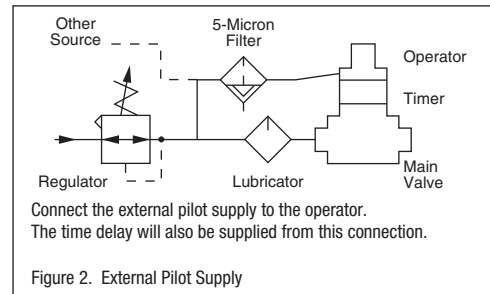 Other
Source
5-Micron
Filter
Operator
Timer
Regulator
Lubricator
Main
Valve
Connect the external pilot supply to the operator.
The time delay will also be supplied from this connection.
Figure 2. External Pilot Supply